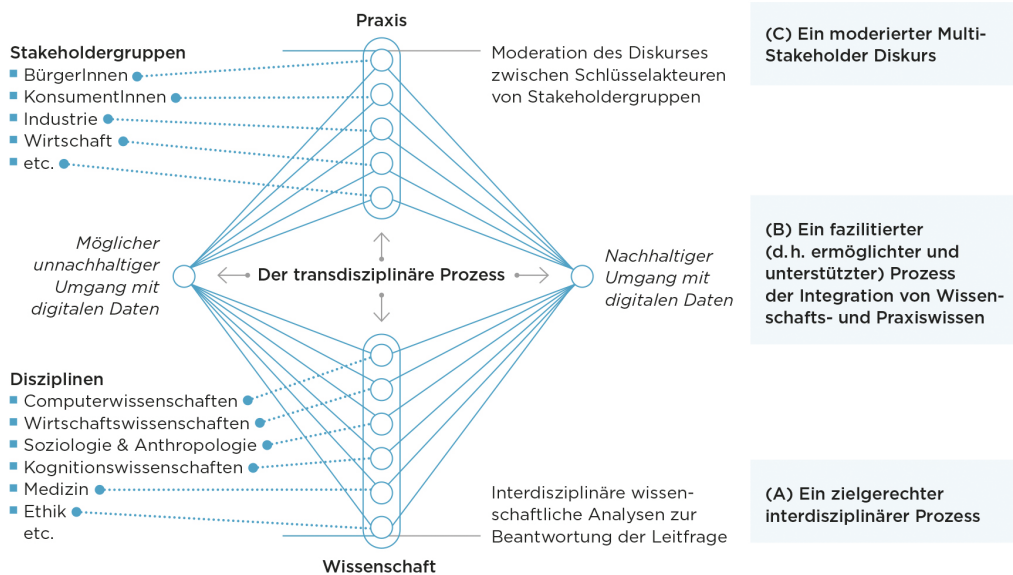 Praxis
Stakeholdergruppen
BürgerInnen
KonsumentInnen
Industrie
Wirtschaft
etc.
Moderation des Diskurses
zwischen Schlüsselakteuren
von Stakeholdergruppen
(C) Ein moderierter Multi-
Stakeholder Diskurs
Möglicher
unnachhaltiger
Umgang mit
digitalen Daten
Der transdisziplinäre Prozess
Nachhaltiger
Umgang mit
digitalen Daten
(B) Ein fazilitierter
(d. h. ermöglichter und
unterstützter) Prozess
der Integration von Wissen-
schafts- und Praxiswissen
Disziplinen
Computerwissenschaften
Wirtschaftswissenschaften
Soziologie & Anthropologie
Kognitionswissenschaften
Medizin
Ethik
etc.
Interdisziplinäre wissen-
schaftliche Analysen zur
Beantwortung der Leitfrage
(A) Ein zielgerechter
interdisziplinärer Prozess
Wissenschaft